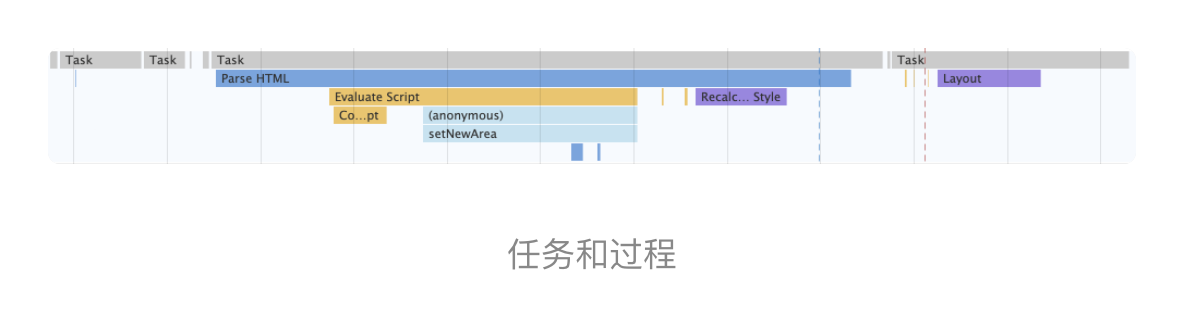 Task Task Task Task
Parse HTML Layout
Evaluate Script Recalc... Style
Co...pt (anonymous)
setNewArea
任务和过程